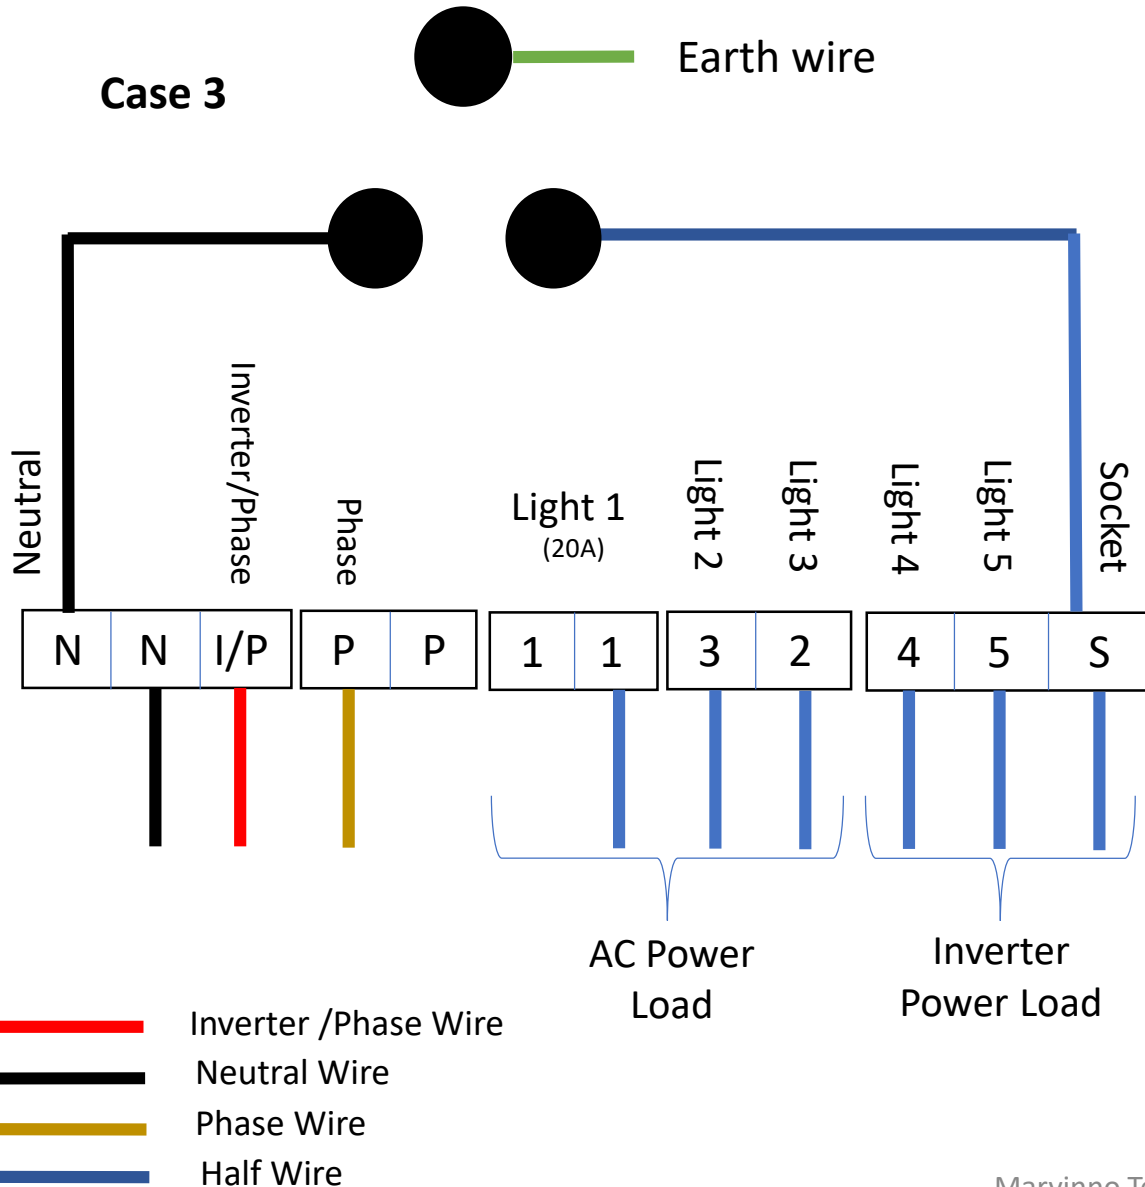 Earth wire
Case 3
Neutral
Inverter/Phase
Phase
Light 1
(20A)
Light 2
Light 3
Light 4
Light 5
Socket
N N I/P P P 1 1 3 2 4 5 S
AC Power
Load
Inverter
Power Load
Inverter /Phase Wire
Neutral Wire
Phase Wire
Half Wire